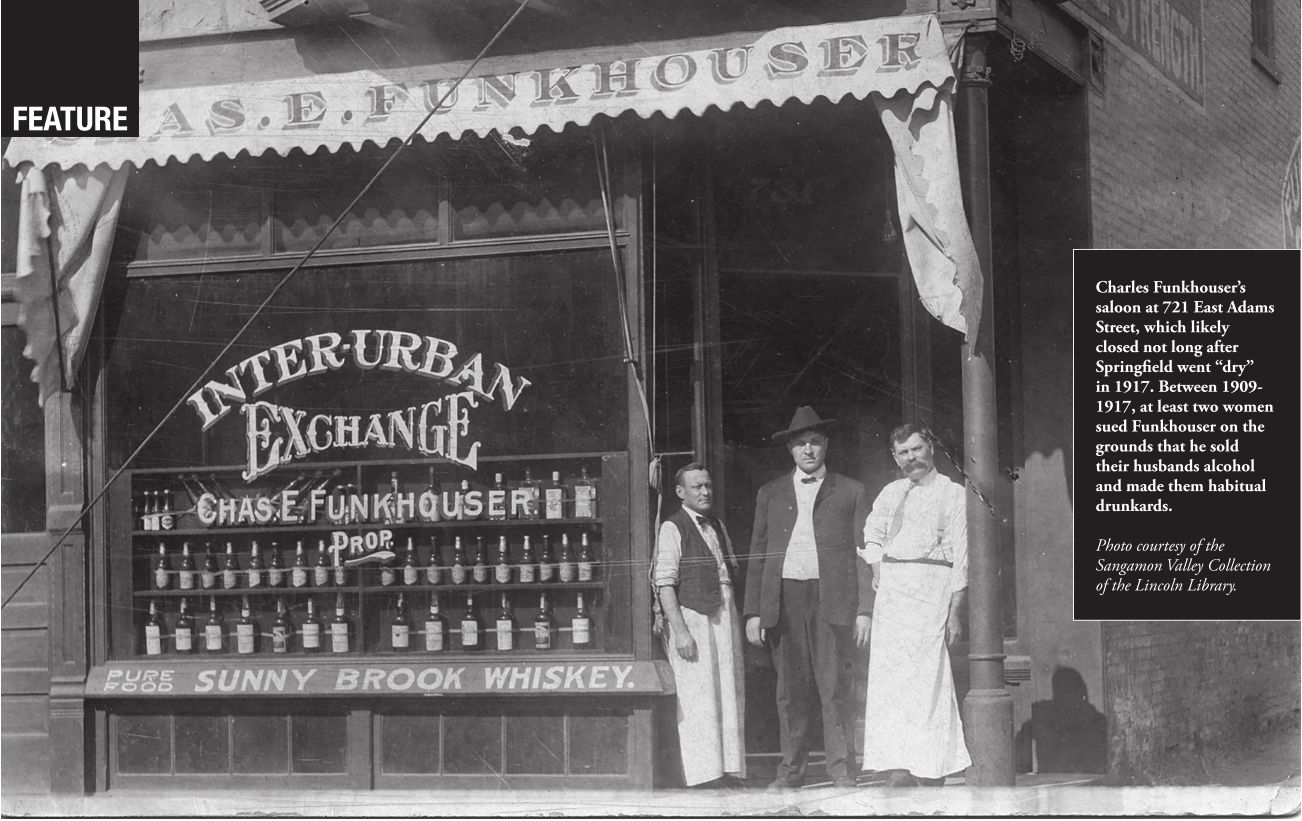 FEATURE
CHAS. E. FUNKHOUSER
STRENGTH
721
INTER-URBAN
EXCHANGE
CHAS. E. FUNKHOUSER.
PROP.
PURE
FOOD
SUNNY BROOK WHISKEY.
Charles Funkhouser’s
saloon at 721 East Adams
Street, which likely
closed not long after
Springfield went “dry”
in 1917. Between 1909-
1917, at least two women
sued Funkhouser on the
grounds that he sold
their husbands alcohol
and made them habitual
drunkards.
Photo courtesy of the
Sangamon Valley Collection
of the Lincoln Library.